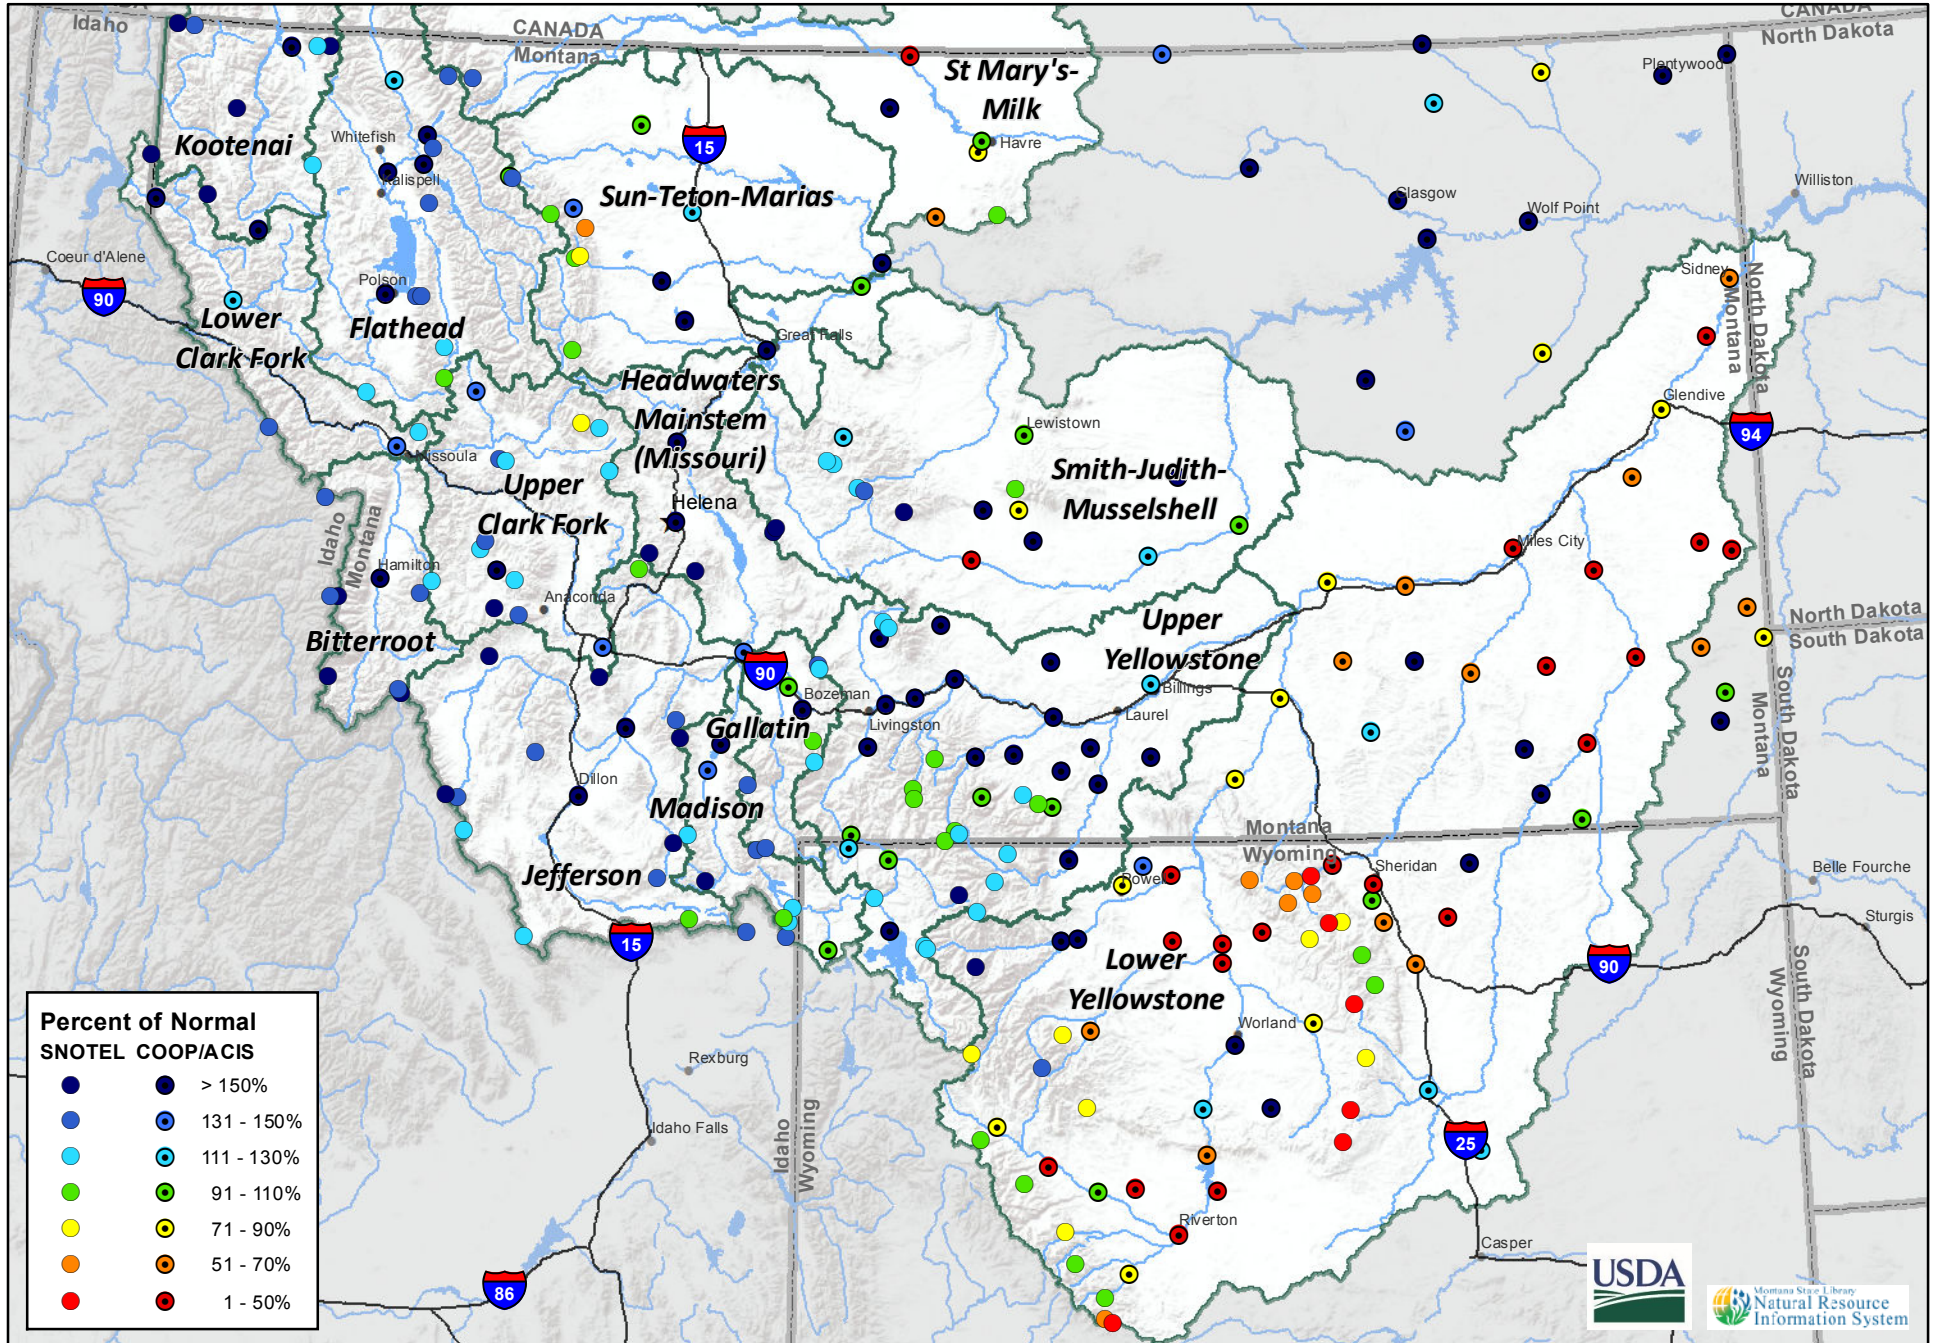 CANADA
Idaho
CANADA
Montana
CANADA
North Dakota
St Mary's-
Milk
Plentywood
Kootenai
Whitefish
15
Havre
Kalispell
Sun-Teton-Marias
Glasgow
Wolf Point
Williston
Coeur d'Alene
90
Polson
Sidney
Montana
North Dakota
Lower
Clark Fork
Flathead
Great Falls
Headwaters
Mainstem
(Missouri)
Glendive
94
Lewistown
Missoula
Smith-Judith-
Musselshell
Upper
Clark Fork
Helena
Idaho
Montana
Hamilton
Miles City
Anaconda
Bitterroot
Upper
Yellowstone
North Dakota
South Dakota
90
Bozeman
Billings
Livingston
Laurel
Gallatin
Montana
South Dakota
Dillon
Madison
Montana
Wyoming
Jefferson
Powell
Sheridan
Belle Fourche
Sturgis
15
Lower
Yellowstone
90
Wyoming
South Dakota
Worland
Percent of Normal
SNOTEL COOP/ACIS
> 150%
131 - 150%
111 - 130%
91 - 110%
71 - 90%
51 - 70%
1 - 50%
Rexburg
Idaho Falls
Idaho
Wyoming
25
Riverton
Casper
86
USDA
Montana State Library
Natural Resource
Information System